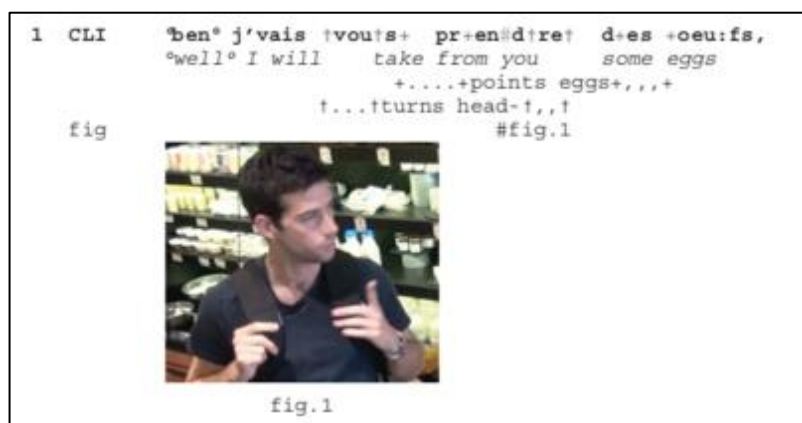 1 CLI °ben° j'vais †vou†s+ pr+en#d†re† d+es +oeu:fs,
°well° I will take from you some eggs
+....+points eggs+,,,+
†...†turns head-†,,†
fig #fig.1
fig.1